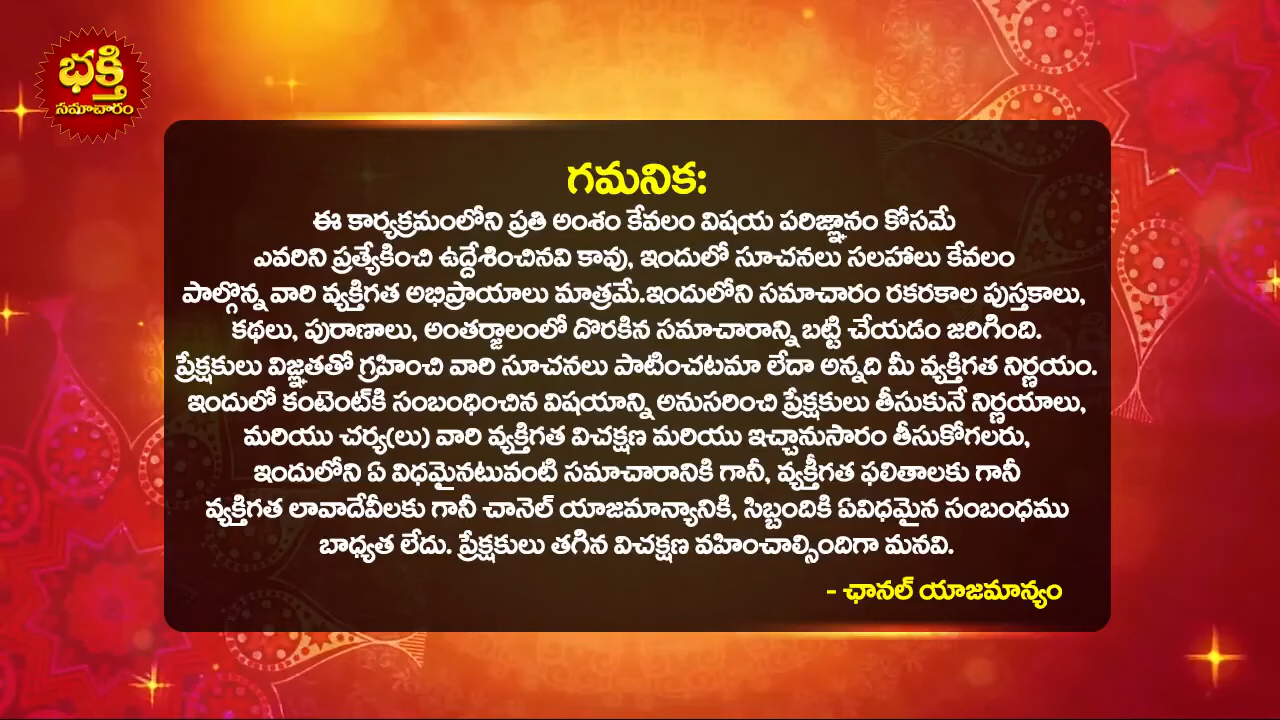 భక్తి
సమాచారం
గమనిక:
ఈ కార్యక్రమంలోని ప్రతి అంశం కేవలం విషయ పరిజ్ఞానం కోసమే
ఎవరిని ప్రత్యేకించి ఉద్దేశించినవి కావు, ఇందులో సూచనలు సలహాలు కేవలం
పాల్గొన్న వారి వ్యక్తిగత అభిప్రాయాలు మాత్రమే.ఇందులోని సమాచారం రకరకాల పుస్తకాలు,
కథలు, పురాణాలు, అంతర్జాలంలో దొరకిన సమాచారాన్ని బట్టి చేయడం జరిగింది.
ప్రేక్షకులు విజ్ఞతతో గ్రహించి వారి సూచనలు పాటించటమా లేదా అన్నది మీ వ్యక్తిగత నిర్ణయం.
ఇందులో కంటెంట్‌కి సంబంధించిన విషయాన్ని అనుసరించి ప్రేక్షకులు తీసుకునే నిర్ణయాలు,
మరియు చర్య(లు) వారి వ్యక్తిగత విచక్షణ మరియు ఇచ్చానుసారం తీసుకోగలరు,
ఇందులోని ఏ విధమైనటువంటి సమాచారానికి గానీ, వ్యక్తీగత ఫలితాలకు గానీ
వ్యక్తిగత లావాదేవీలకు గానీ చానెల్ యాజమాన్యానికి, సిబ్బందికి ఏవిధమైన సంబంధము
బాధ్యత లేదు. ప్రేక్షకులు తగిన విచక్షణ వహించాల్సిందిగా మనవి.
- ఛానల్ యాజమాన్యం